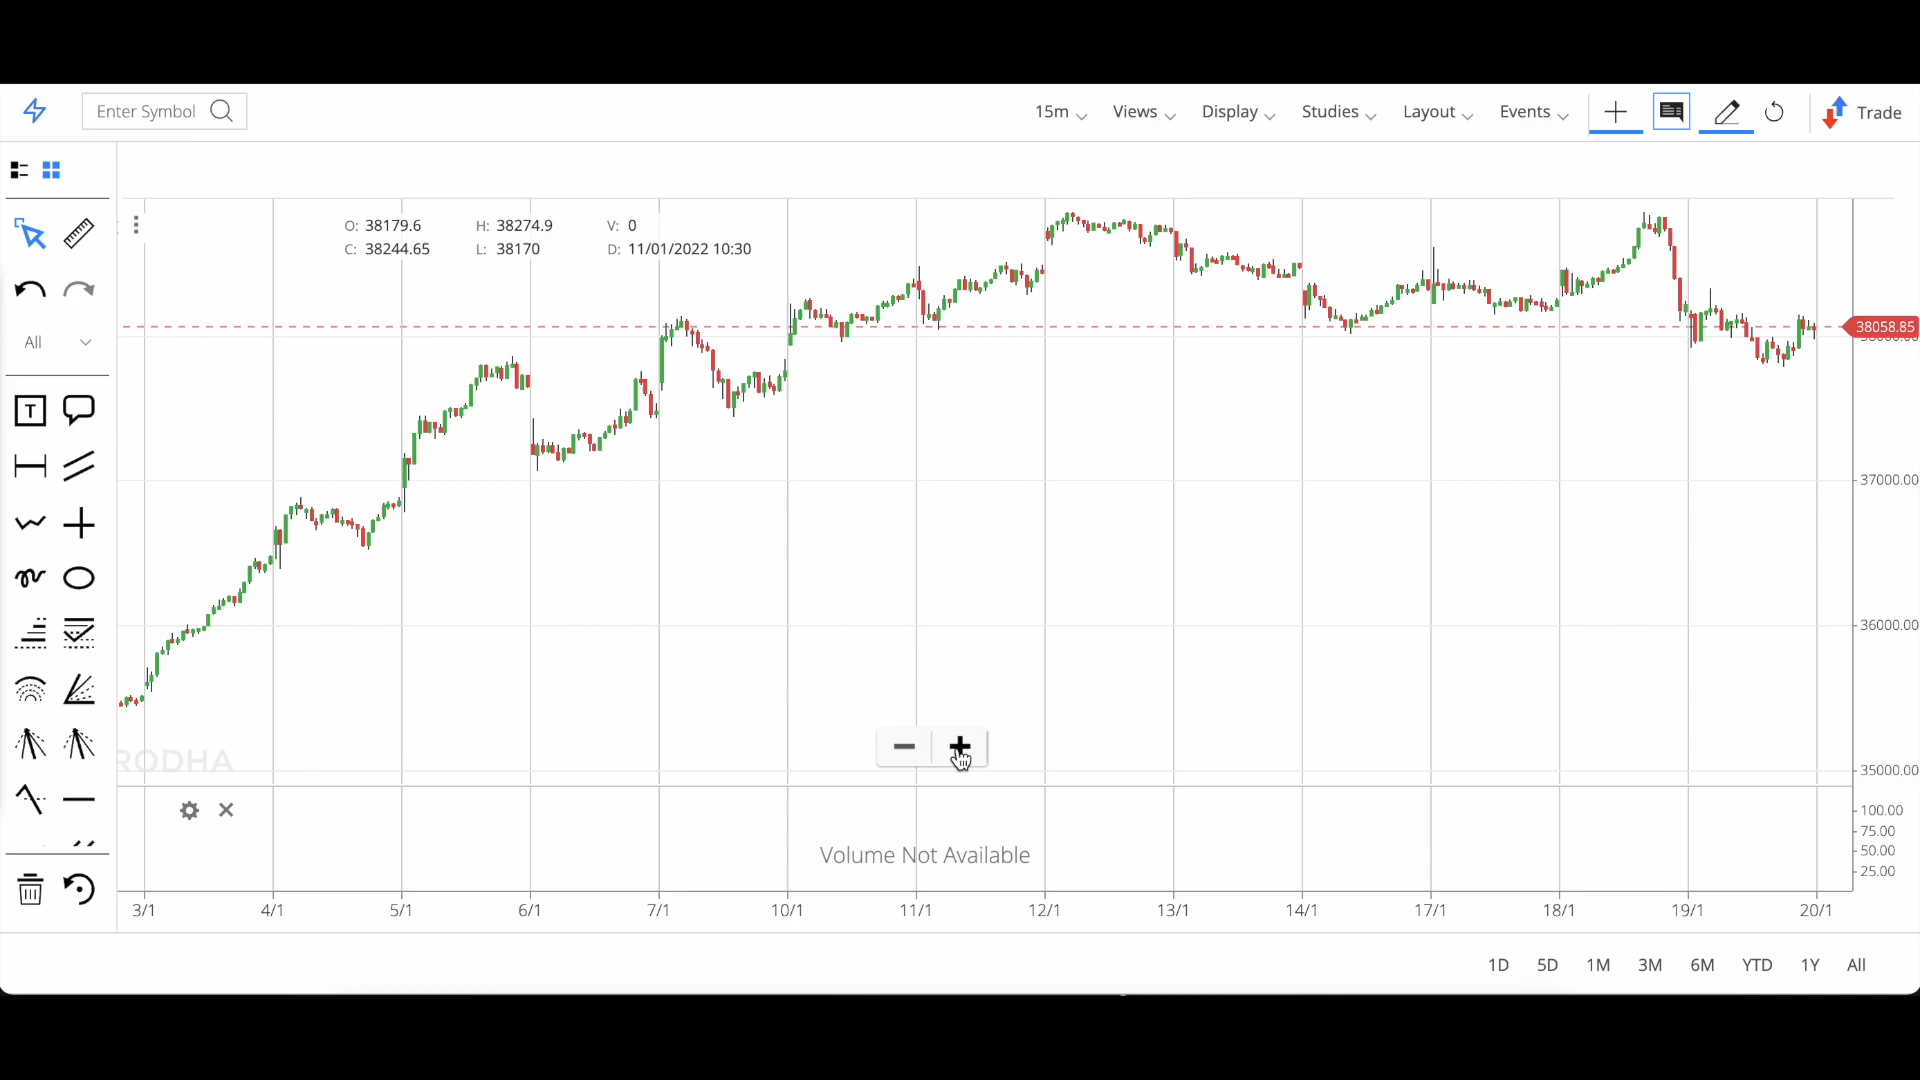 Enter Symbol
15m Views Display Studies Layout Events Trade
O: 38179.6 H: 38274.9 V: 0
C: 38244.65 L: 38170 D: 11/01/2022 10:30
All
T
38058.85
37000.00
36000.00
RODHA
35000.00
100.00
75.00
Volume Not Available
50.00
25.00
3/1 4/1 5/1 6/1 7/1 10/1 11/1 12/1 13/1 14/1 17/1 18/1 19/1 20/1
1D 5D 1M 3M 6M YTD 1Y All